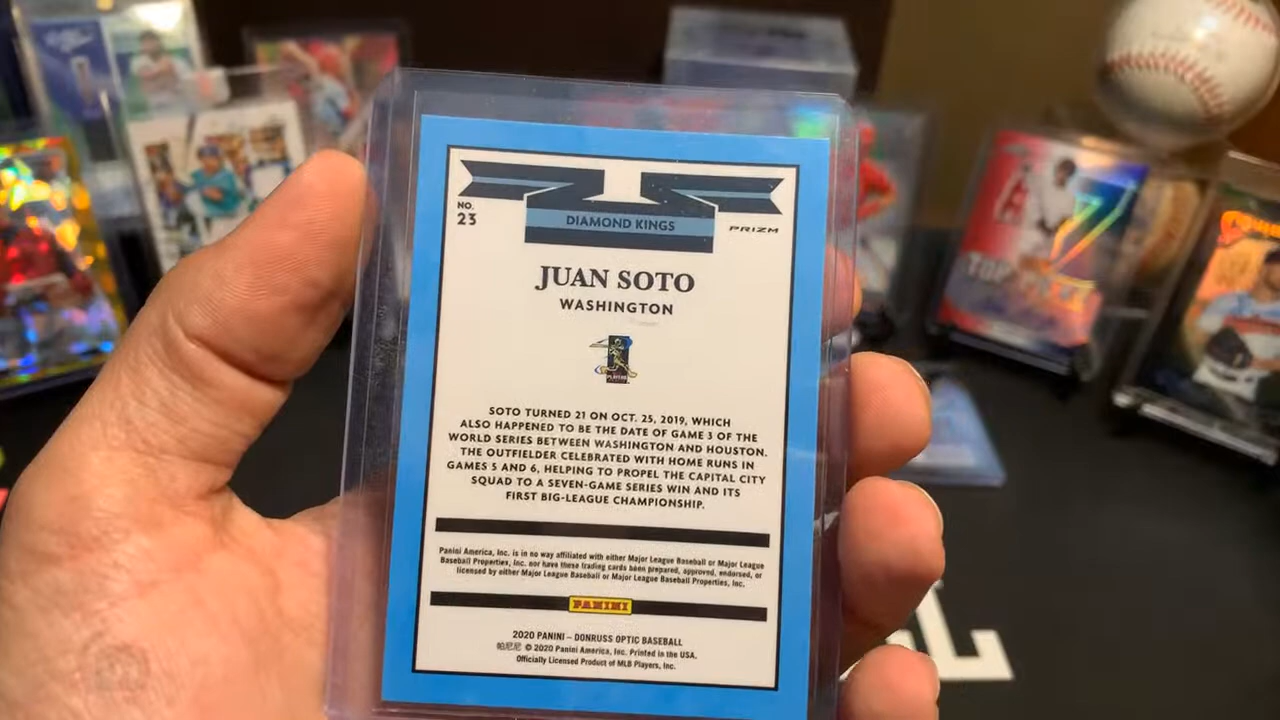 NO.
23
DIAMOND KINGS
PRIZM
JUAN SOTO
WASHINGTON
SOTO TURNED 21 ON OCT. 25, 2019, WHICH
ALSO HAPPENED TO BE THE DATE OF GAME 3 OF THE
WORLD SERIES BETWEEN WASHINGTON AND HOUSTON.
THE OUTFIELDER CELEBRATED WITH HOME RUNS IN
GAMES 5 AND 6, HELPING TO PROPEL THE CAPITAL CITY
SQUAD TO A SEVEN-GAME SERIES WIN AND ITS
FIRST BIG-LEAGUE CHAMPIONSHIP.
Panini America, Inc. is in no way affiliated with either Major League Baseball or Major League
Baseball Properties, Inc. nor have these trading cards been prepared, approved, endorsed, or
licensed by either Major League Baseball or Major League Baseball Properties, Inc.
PANINI
2020 PANINI – DONRUSS OPTIC BASEBALL
帕尼尼 © 2020 Panini America, Inc. Printed in the USA.
Officially Licensed Product of MLB Players, Inc.